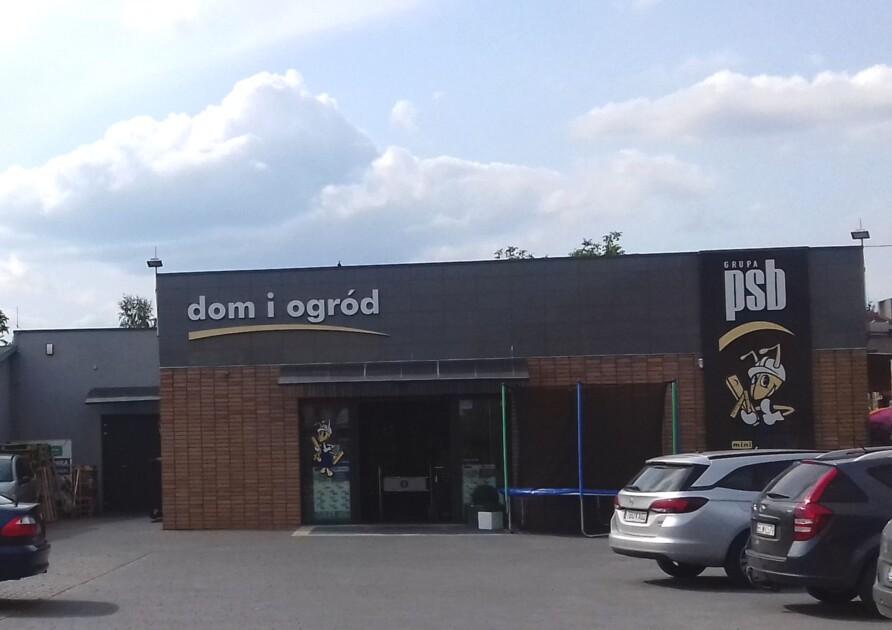 dom i ogród
GRUPA
psb
mini